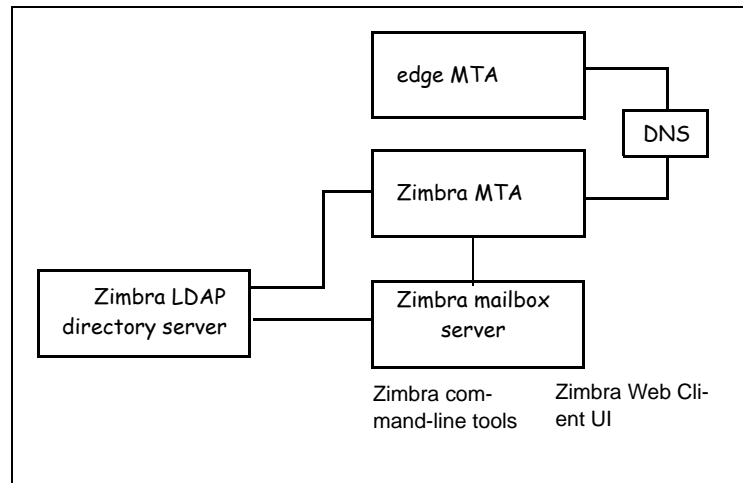 edge MTA
DNS
Zimbra MTA
Zimbra LDAP
directory server
Zimbra mailbox
server
Zimbra com-
mand-line tools
Zimbra Web Cli-
ent UI